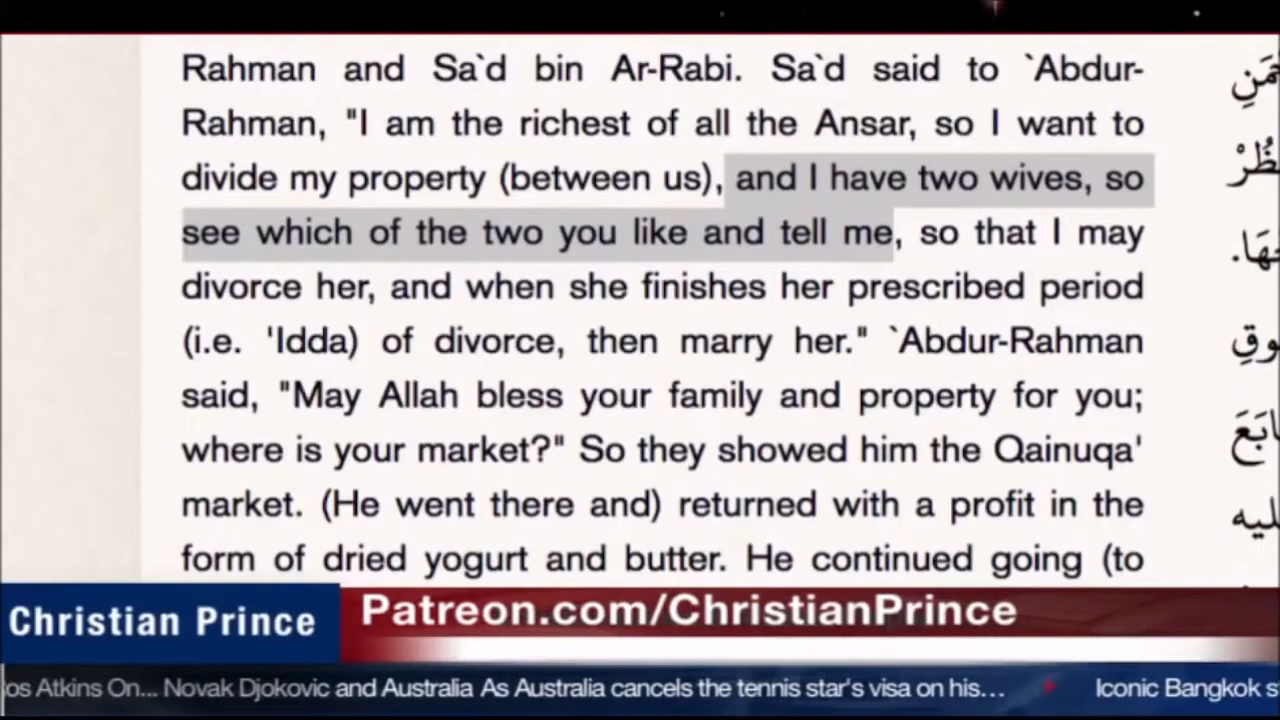 Rahman and Sa`d bin Ar-Rabi. Sa`d said to `Abdur-
Rahman, "I am the richest of all the Ansar, so I want to
divide my property (between us), and I have two wives, so
see which of the two you like and tell me, so that I may
divorce her, and when she finishes her prescribed period
(i.e. 'Idda) of divorce, then marry her." `Abdur-Rahman
said, "May Allah bless your family and property for you;
where is your market?" So they showed him the Qainuqa'
market. (He went there and) returned with a profit in the
form of dried yogurt and butter. He continued going (to
Christian Prince
Patreon.com/ChristianPrince
os Atkins On... Novak Djokovic and Australia As Australia cancels the tennis star's visa on his... Iconic Bangkok s